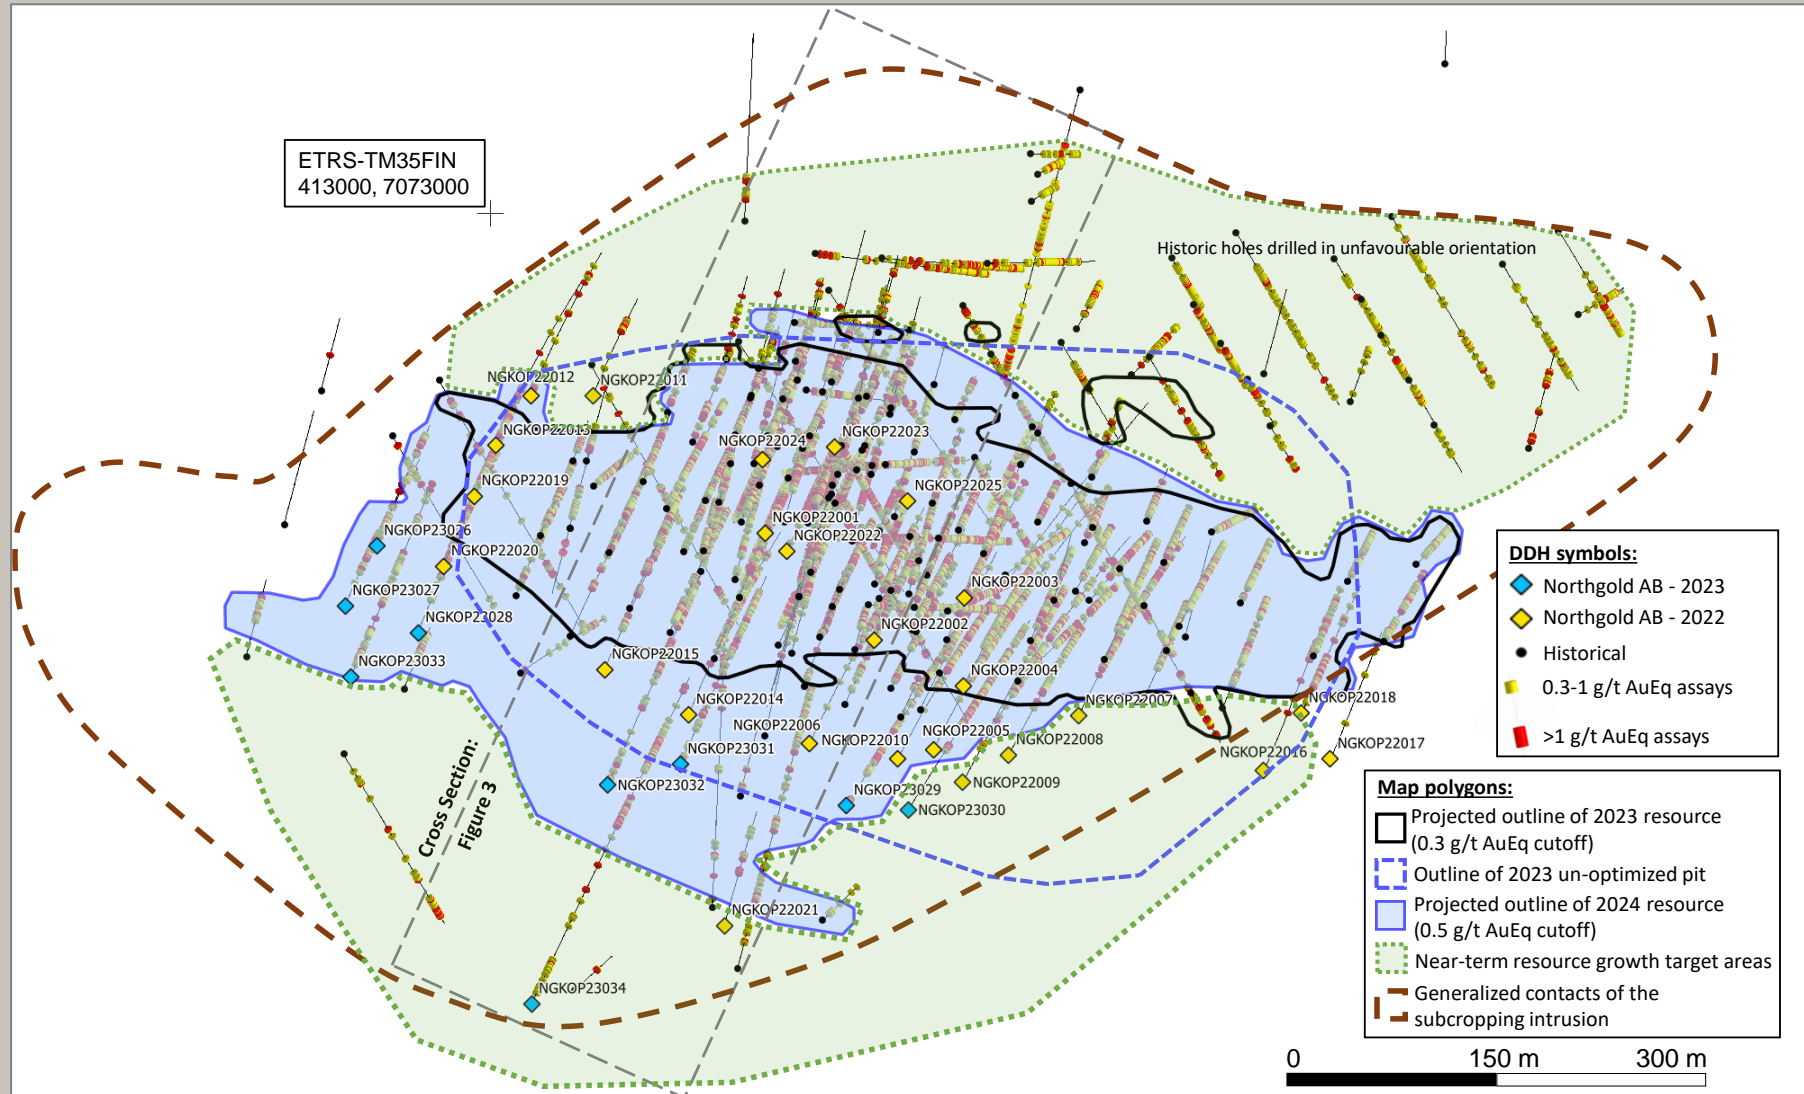 ETRS-TM35FIN
413000, 7073000
Historic holes drilled in unfavourable orientation
NGKOP22012
NGKOP22011
NGKOP22013
NGKOP22024
NGKOP22023
NGKOP22019
NGKOP22025
NGKOP22001
NGKOP22022
NGKOP23026
NGKOP22020
NGKOP23027
NGKOP22003
NGKOP23028
NGKOP22002
NGKOP23033
NGKOP22015
NGKOP22004
NGKOP22014
NGKOP22007
NGKOP22018
NGKOP22006
NGKOP22010
NGKOP22005
NGKOP22008
NGKOP23031
NGKOP22016
NGKOP22017
NGKOP23032
NGKOP23029
NGKOP22009
NGKOP23030
Cross Section:
Figure 3
NGKOP22021
NGKOP23034
DDH symbols:
Northgold AB - 2023
Northgold AB - 2022
Historical
0.3-1 g/t AuEq assays
>1 g/t AuEq assays
Map polygons:
Projected outline of 2023 resource
(0.3 g/t AuEq cutoff)
Outline of 2023 un-optimized pit
Projected outline of 2024 resource
(0.5 g/t AuEq cutoff)
Near-term resource growth target areas
Generalized contacts of the
subcropping intrusion
0 150 m 300 m